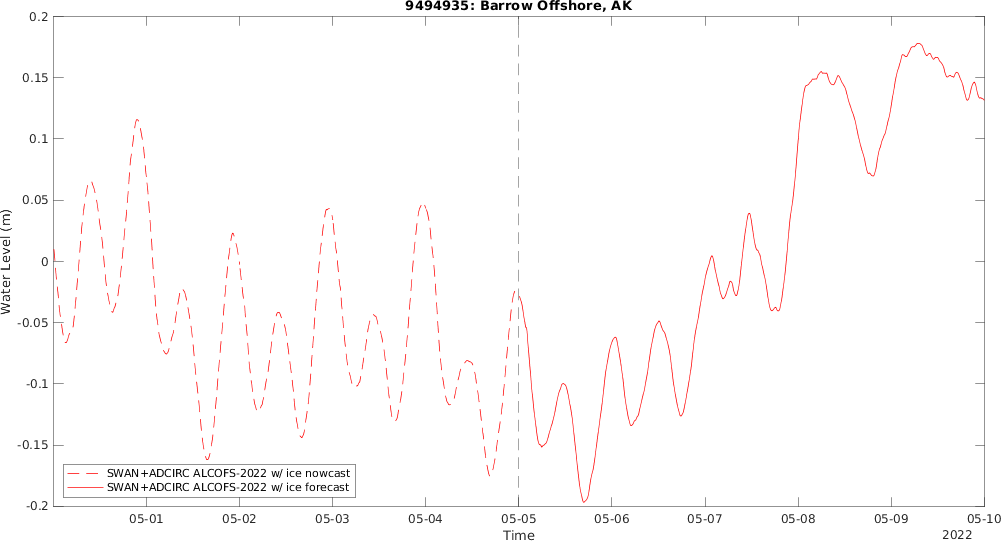 9494935: Barrow Offshore, AK
0.2
0.15
0.1
0.05
0
-0.05
-0.1
-0.15
-0.2
Water Level (m)
SWAN+ADCIRC ALCOFS-2022 w/ ice nowcast
SWAN+ADCIRC ALCOFS-2022 w/ ice forecast
05-01 05-02 05-03 05-04 05-05 05-06 05-07 05-08 05-09 05-10
Time
2022